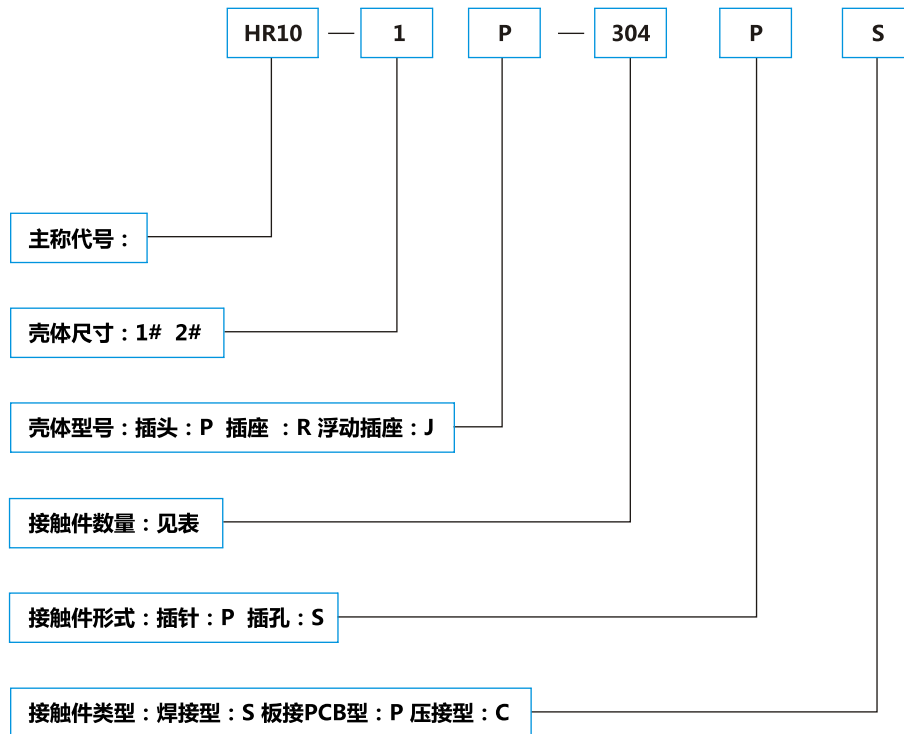 HR10 — 1 P — 304 P S
主称代号：
壳体尺寸：1# 2#
壳体型号：插头：P 插座 ：R 浮动插座：J
接触件数量：见表
接触件形式：插针：P 插孔：S
接触件类型：焊接型：S 板接PCB型：P 压接型：C